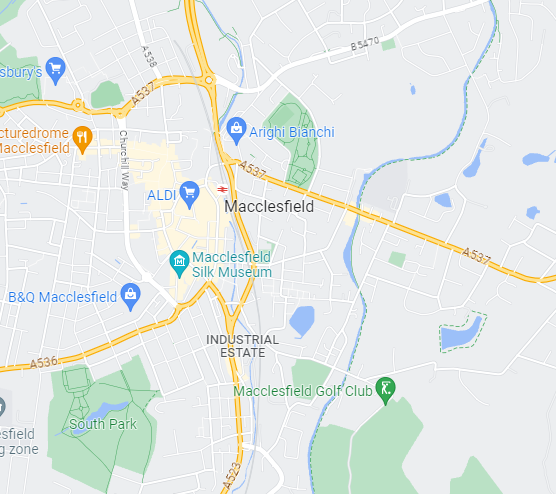 B5470
A538
sbury's
A537
Arighi Bianchi
cturedrome
Macclesfield
Churchill Way
A537
ALDI
Macclesfield
Macclesfield
Silk Museum
A537
B&Q Macclesfield
INDUSTRIAL
ESTATE
A536
Macclesfield Golf Club
South Park
esfield
g zone
A523